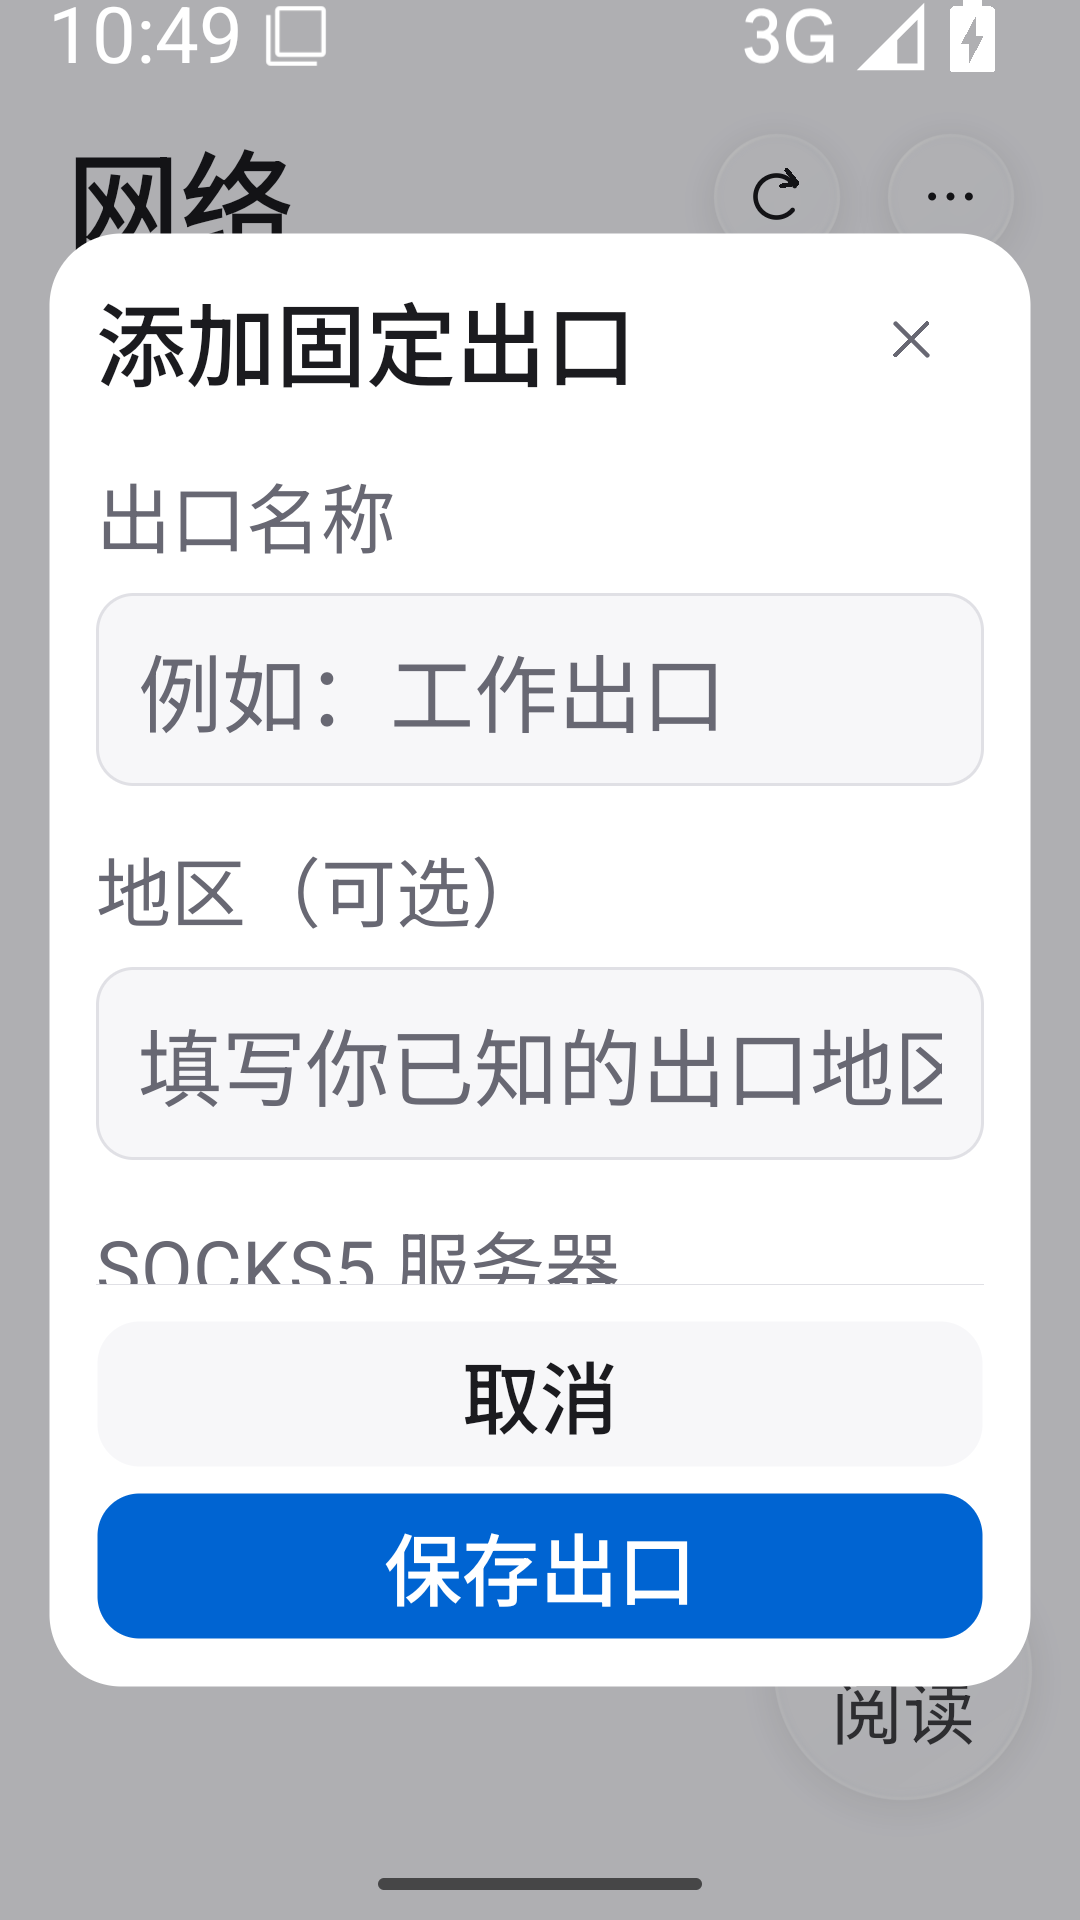 10:49 3G
网络
添加固定出口
出口名称
例如：工作出口
地区（可选）
填写你已知的出口地区
SOCKS5 服务器
取消
保存出口
阅读